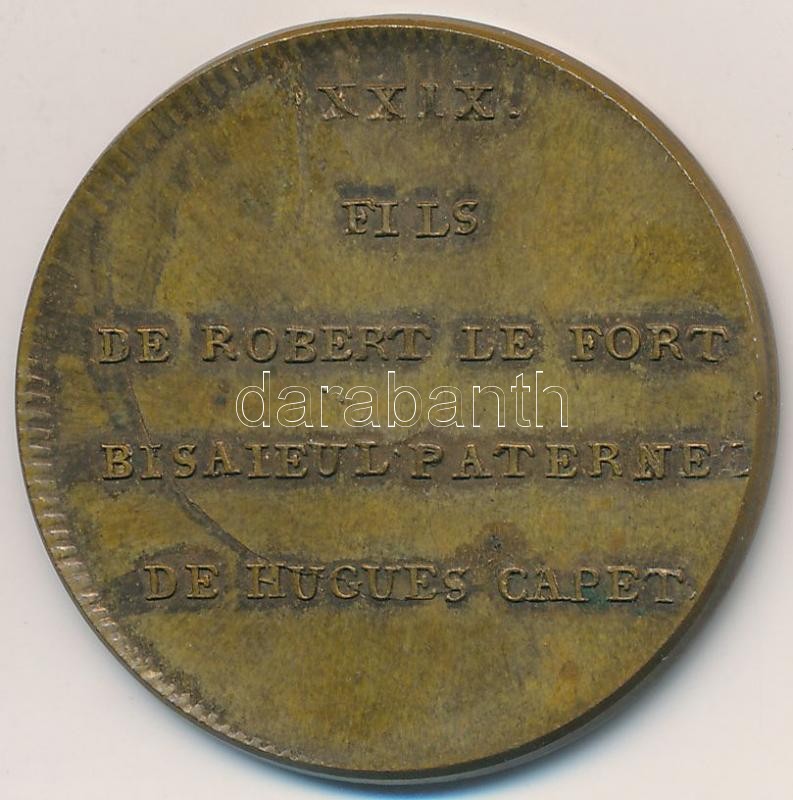 XXIX.
FILS
DE ROBERT LE FORT
darabanth
BISAIEUL PATERNEL
DE HUGUES CAPET.